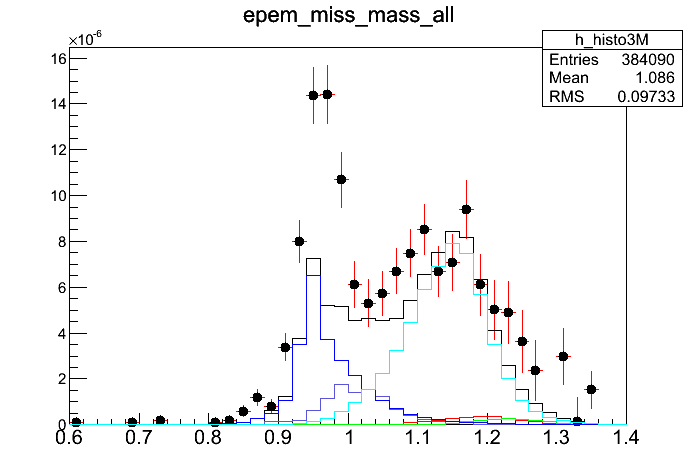 epem_miss_mass_all
×10⁻⁶
h_histo3M
Entries 384090
Mean 1.086
RMS 0.09733
16
14
12
10
8
6
4
2
0
0.6 0.7 0.8 0.9 1 1.1 1.2 1.3 1.4